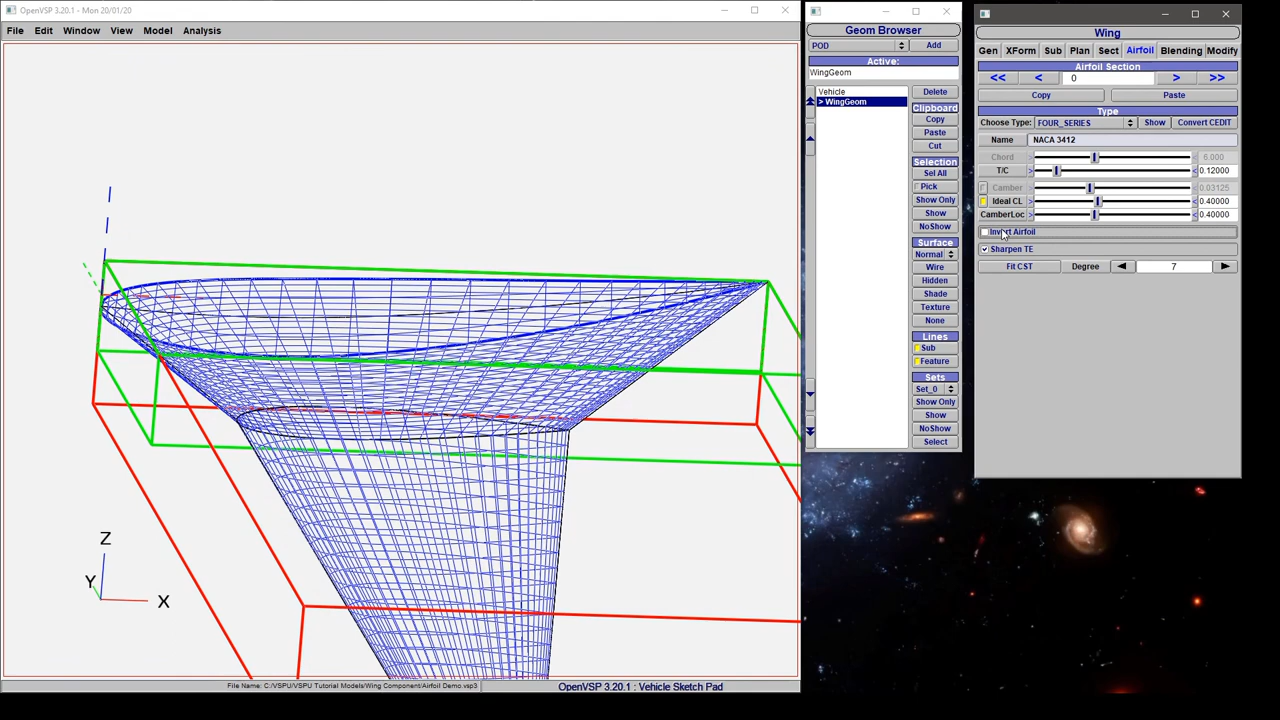 OpenVSP 3.20.1 - Mon 20/01/20
File Edit Window View Model Analysis
Z
Y
X
File Name: C:/VSPU/VSPU Tutorial Models/Wing Component/Airfoil Demo.vsp3
OpenVSP 3.20.1 : Vehicle Sketch Pad
Geom Browser
POD Add
Active:
WingGeom
Vehicle
> WingGeom
Delete
Clipboard
Copy
Paste
Cut
Selection
Sel All
Pick
Show Only
Show
NoShow
Surface
Normal
Wire
Hidden
Shade
Texture
None
Lines
Sub
Feature
Sets
Set_0
Show Only
Show
NoShow
Select
Wing
Gen XForm Sub Plan Sect Airfoil Blending Modify
Airfoil Section
<< < 0 > >>
Copy Paste
Type
Choose Type: FOUR_SERIES Show Convert CEDIT
Name NACA 3412
Chord > < 6.000
T/C > < 0.12000
Camber > < 0.03125
Ideal CL > < 0.40000
CamberLoc > < 0.40000
Invert Airfoil
Sharpen TE
Fit CST Degree 7